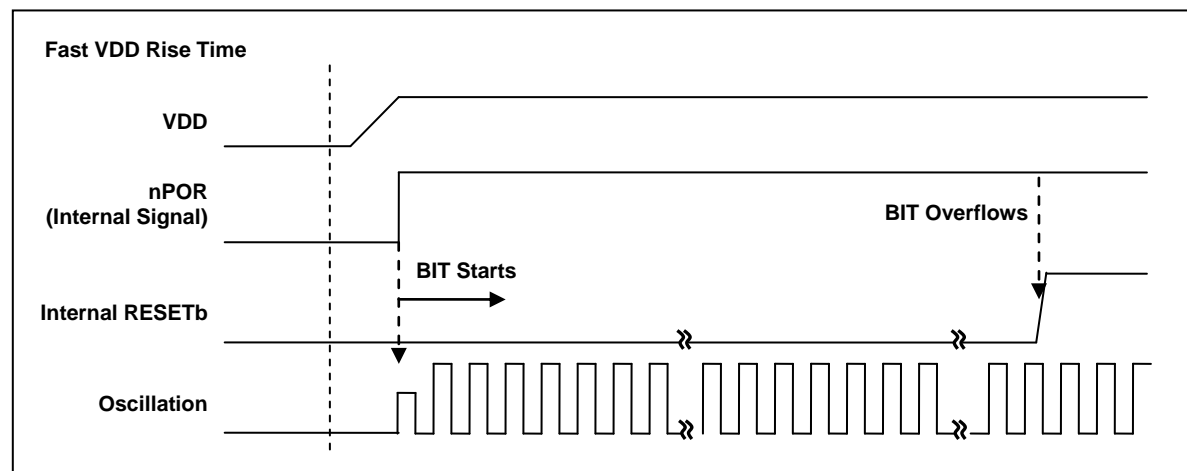 Fast VDD Rise Time
VDD
nPOR
(Internal Signal)
BIT Overflows
BIT Starts
Internal RESETb
Oscillation